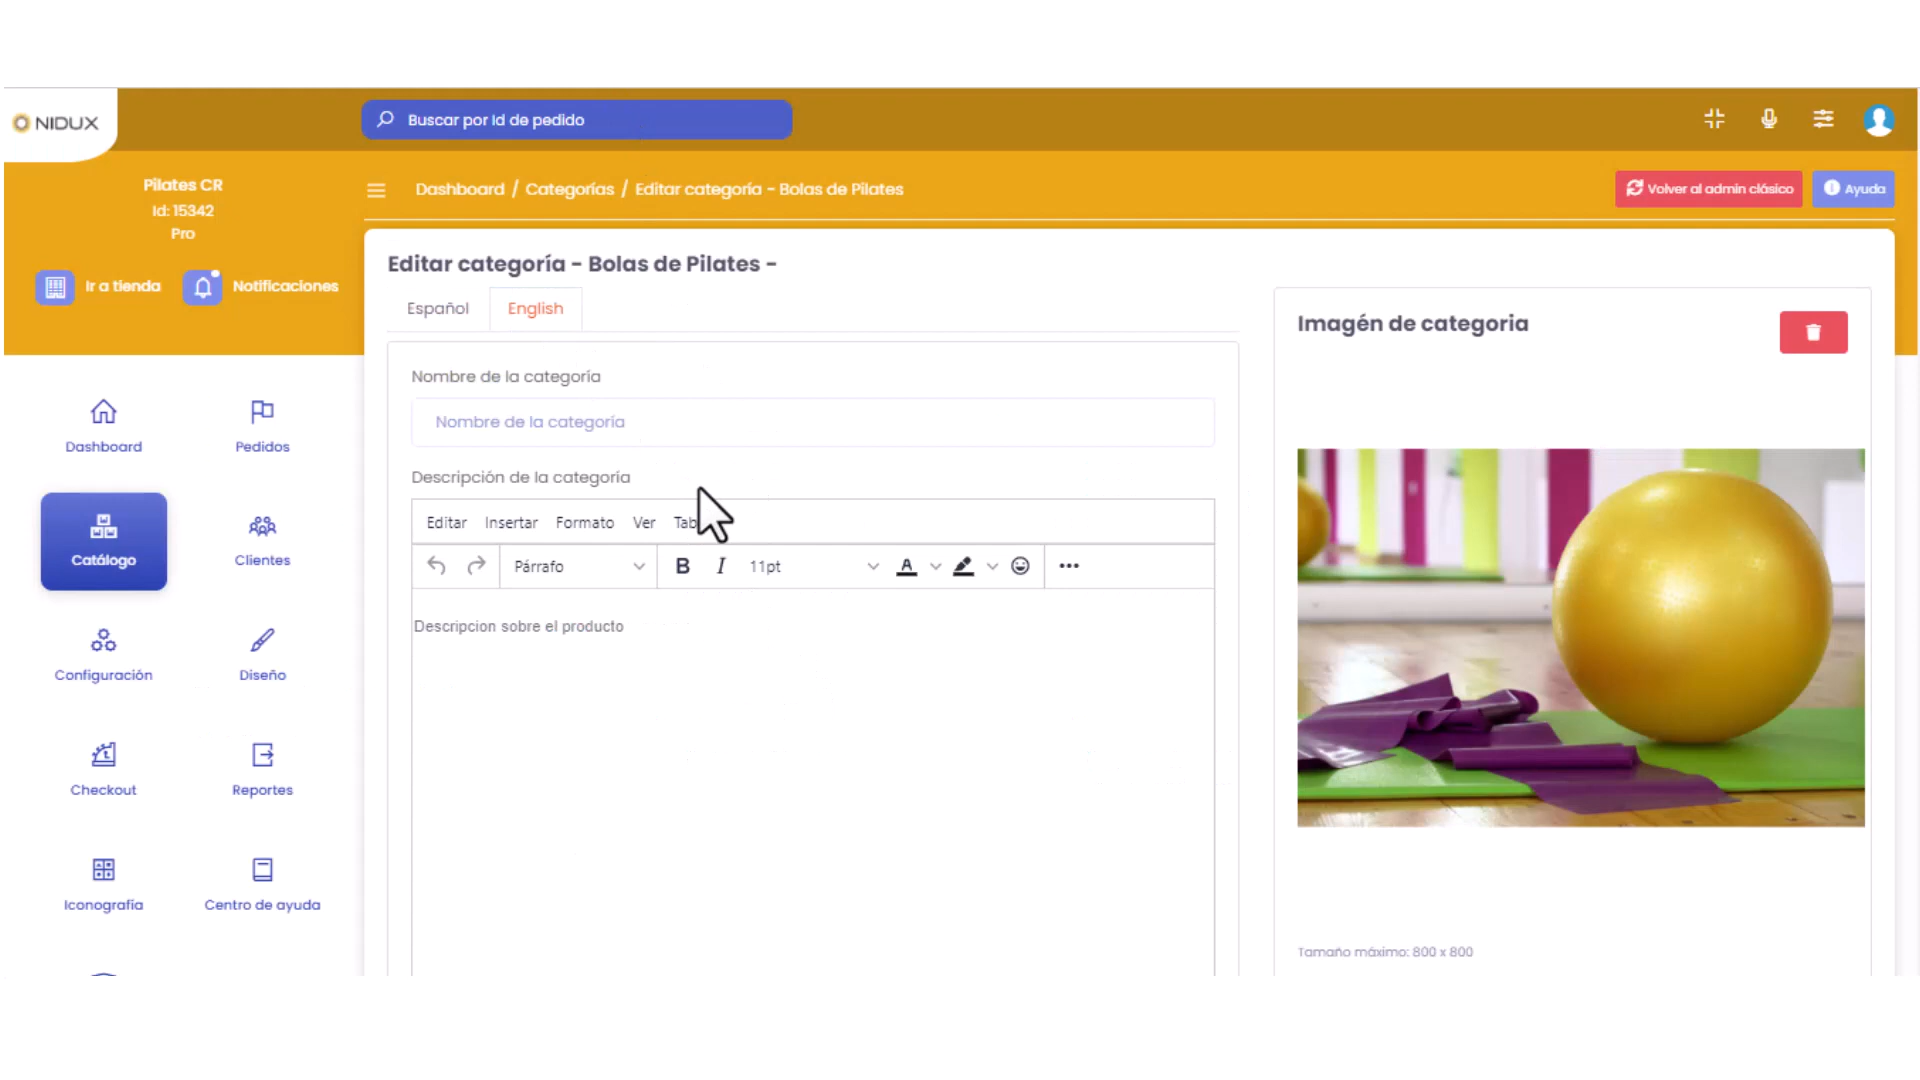 NIDUX
Buscar por Id de pedido
Pilates CR
Id: 15342
Pro
Ir a tienda
Notificaciones
Dashboard / Categorías / Editar categoría - Bolas de Pilates
Volver al admin clásico
Ayuda
Dashboard
Pedidos
Catálogo
Clientes
Configuración
Diseño
Checkout
Reportes
Iconografía
Centro de ayuda
Editar categoría - Bolas de Pilates -
Español
English
Nombre de la categoría
Nombre de la categoría
Descripción de la categoría
Editar Insertar Formato Ver
Párrafo
B I 11pt A
Descripcion sobre el producto
Imagén de categoria
Tamaño máximo: 800 x 800